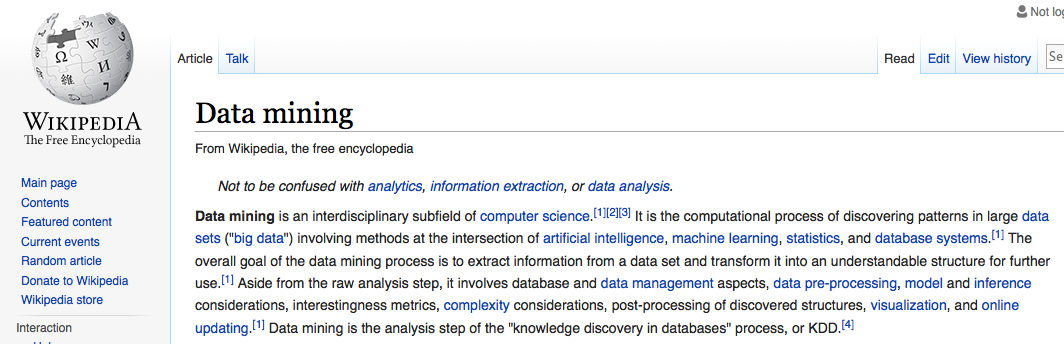 Not log
Article Talk Read Edit View history Se
WIKIPEDIA
The Free Encyclopedia
Main page
Contents
Featured content
Current events
Random article
Donate to Wikipedia
Wikipedia store
Interaction
Data mining
From Wikipedia, the free encyclopedia
Not to be confused with analytics, information extraction, or data analysis.
Data mining is an interdisciplinary subfield of computer science.[1][2][3] It is the computational process of discovering patterns in large data
sets ("big data") involving methods at the intersection of artificial intelligence, machine learning, statistics, and database systems.[1] The
overall goal of the data mining process is to extract information from a data set and transform it into an understandable structure for further
use.[1] Aside from the raw analysis step, it involves database and data management aspects, data pre-processing, model and inference
considerations, interestingness metrics, complexity considerations, post-processing of discovered structures, visualization, and online
updating.[1] Data mining is the analysis step of the "knowledge discovery in databases" process, or KDD.[4]